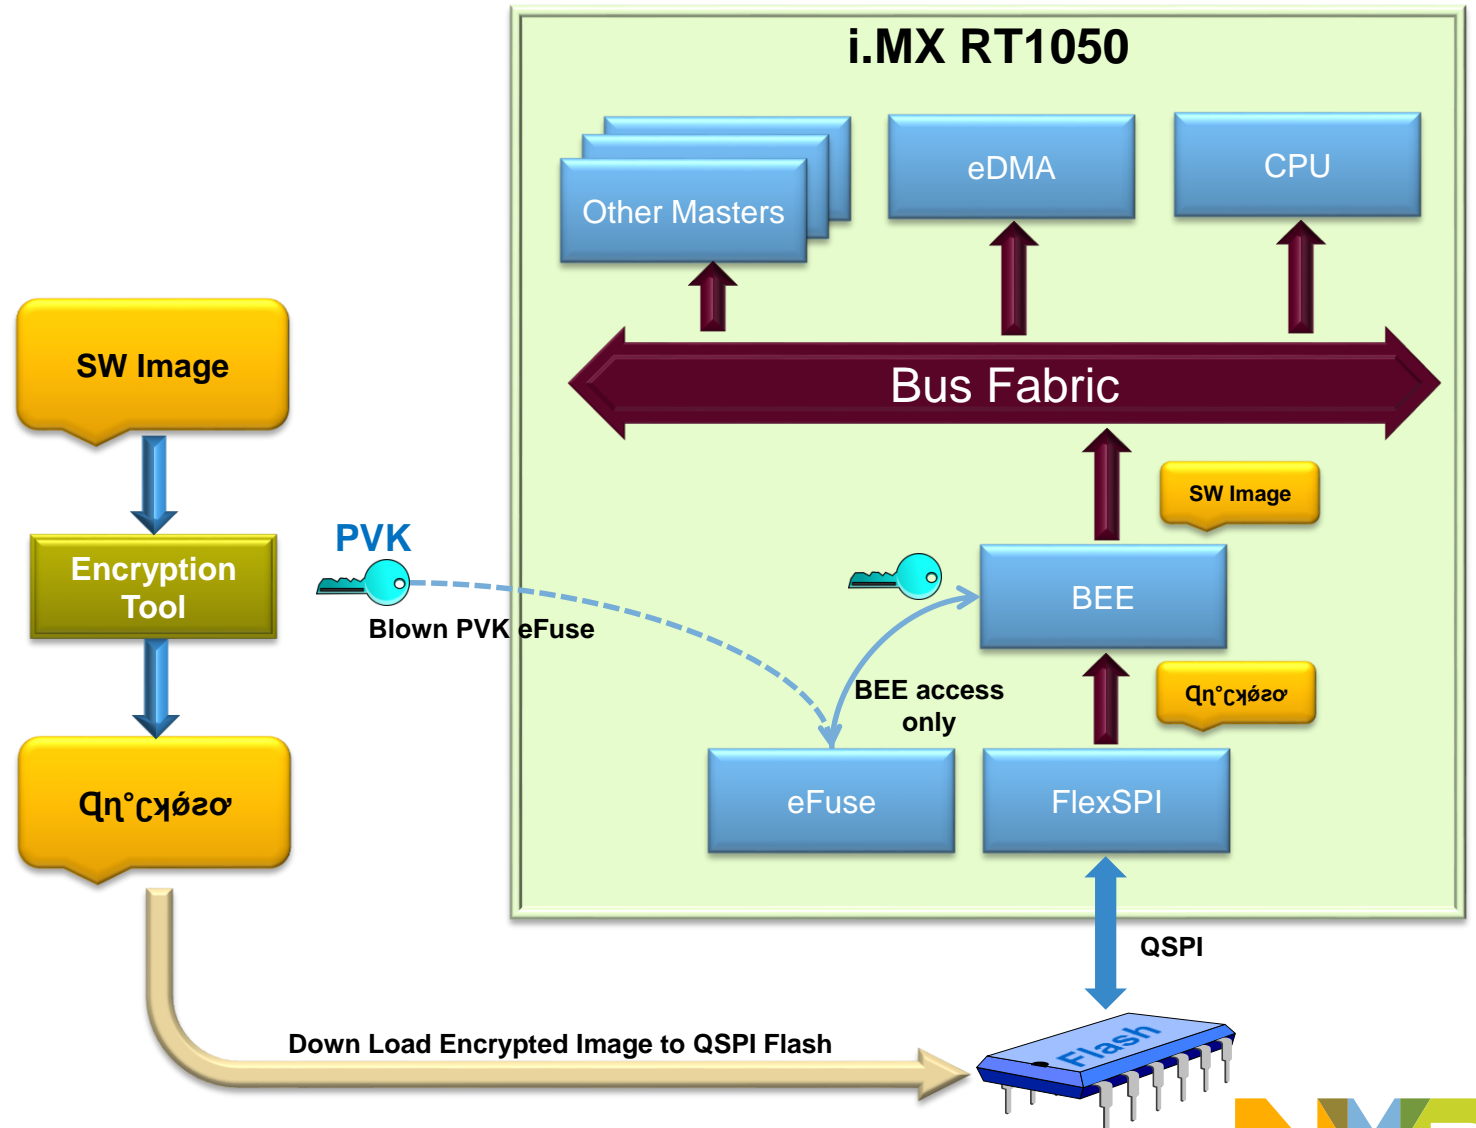 i.MX RT1050
Other Masters
eDMA
CPU
Bus Fabric
SW Image
SW Image
Encryption
Tool
PVK
Blown PVK eFuse
BEE
BEE access
only
eFuse
FlexSPI
QSPI
Down Load Encrypted Image to QSPI Flash
Flash